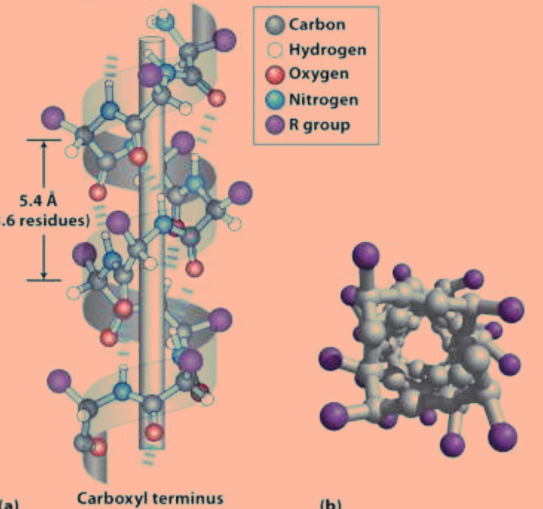 Carbon
Hydrogen
Oxygen
Nitrogen
R group
5.4 Å
.6 residues)
Carboxyl terminus
(a)
(b)